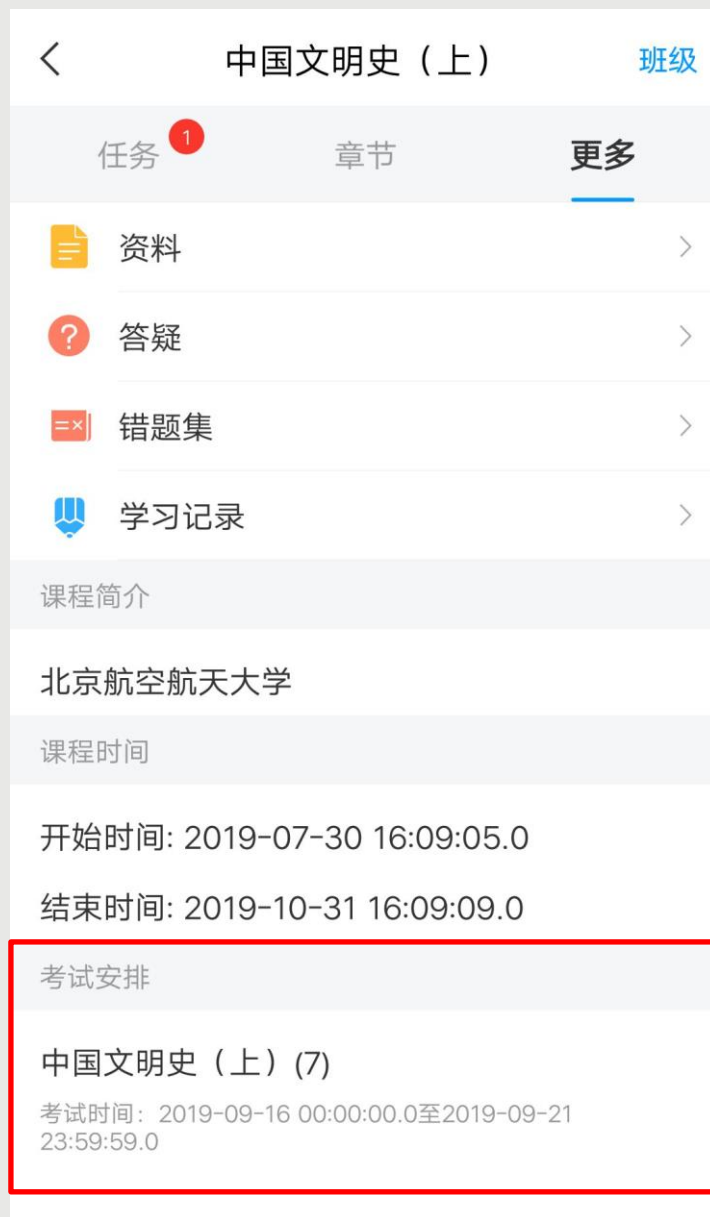 中国文明史（上） 班级
任务 1 章节 更多
资料
答疑
错题集
学习记录
课程简介
北京航空航天大学
课程时间
开始时间: 2019-07-30 16:09:05.0
结束时间: 2019-10-31 16:09:09.0
考试安排
中国文明史（上）(7)
考试时间：2019-09-16 00:00:00.0至2019-09-21
23:59:59.0